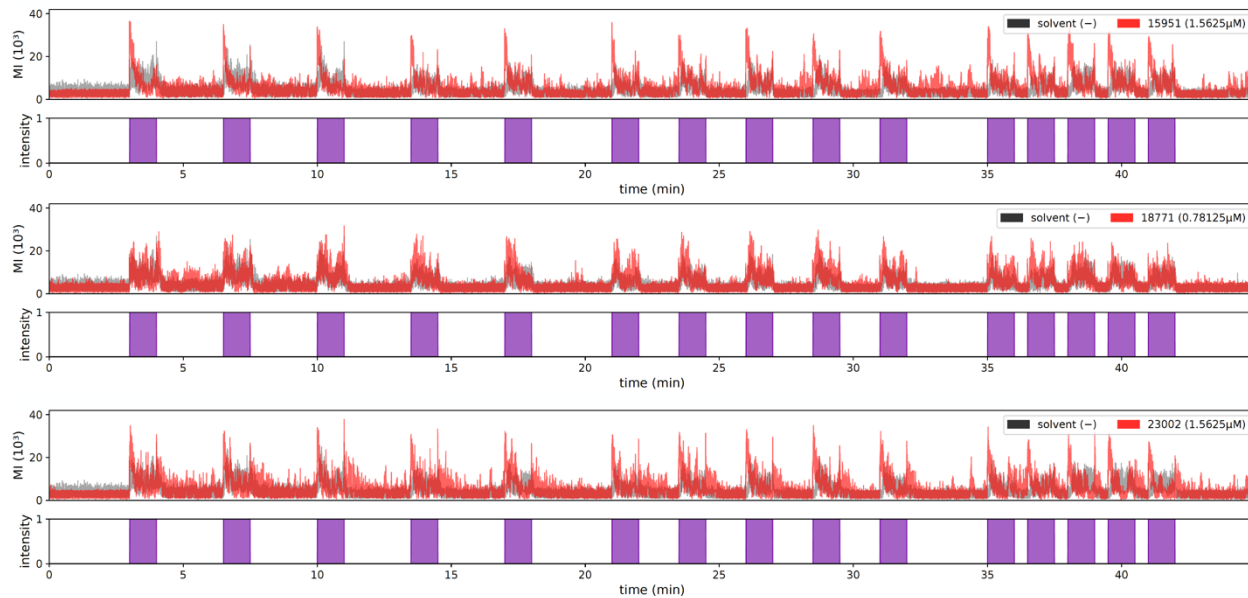 solvent (−) 15951 (1.5625μM)
MI (10³)
40
20
0
intensity
1
0
0 5 10 15 20 25 30 35 40
time (min)
solvent (−) 18771 (0.78125μM)
MI (10³)
40
20
0
intensity
1
0
0 5 10 15 20 25 30 35 40
time (min)
solvent (−) 23002 (1.5625μM)
MI (10³)
40
20
0
intensity
1
0
0 5 10 15 20 25 30 35 40
time (min)